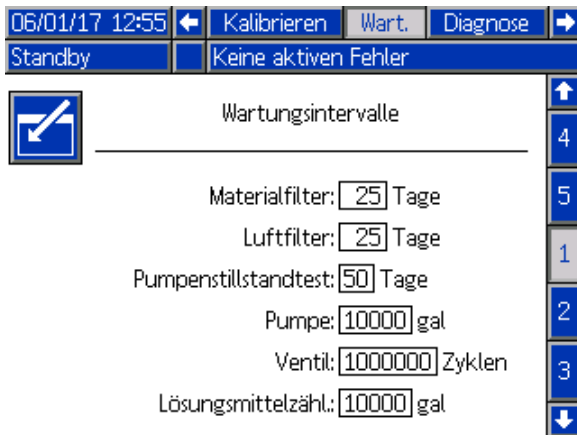 06/01/17 12:55 Kalibrieren Wart. Diagnose
Standby Keine aktiven Fehler
Wartungsintervalle
4
Materialfilter: 25 Tage
5
Luftfilter: 25 Tage
1
Pumpenstillstandtest: 50 Tage
Pumpe: 10000 gal
2
Ventil: 1000000 Zyklen
3
Lösungsmittelzähl.: 10000 gal